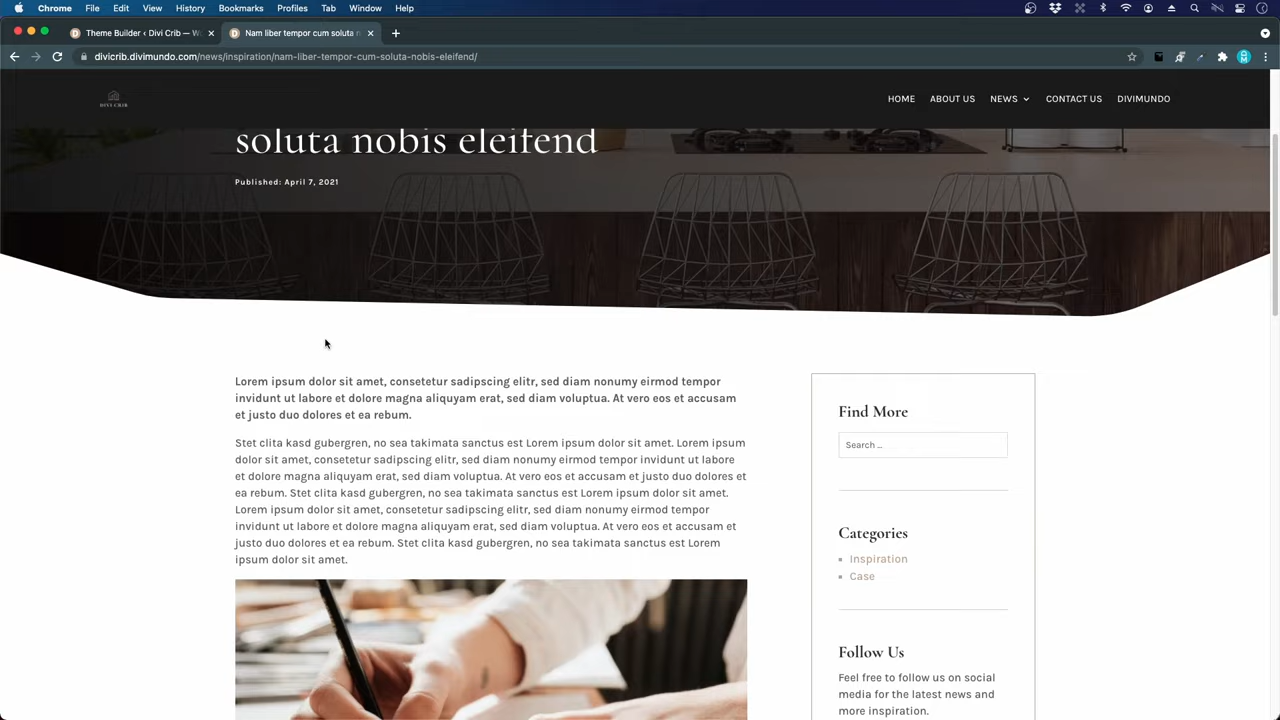 Chrome File Edit View History Bookmarks Profiles Tab Window Help
Theme Builder ‹ Divi Crib — W
Nam liber tempor cum soluta n
divicrib.divimundo.com/news/inspiration/nam-liber-tempor-cum-soluta-nobis-eleifend/
DIVI CRIB
HOME ABOUT US NEWS CONTACT US DIVIMUNDO
soluta nobis eleifend
Published: April 7, 2021
Lorem ipsum dolor sit amet, consetetur sadipscing elitr, sed diam nonumy eirmod tempor
invidunt ut labore et dolore magna aliquyam erat, sed diam voluptua. At vero eos et accusam
et justo duo dolores et ea rebum.
Stet clita kasd gubergren, no sea takimata sanctus est Lorem ipsum dolor sit amet. Lorem ipsum
dolor sit amet, consetetur sadipscing elitr, sed diam nonumy eirmod tempor invidunt ut labore
et dolore magna aliquyam erat, sed diam voluptua. At vero eos et accusam et justo duo dolores et
ea rebum. Stet clita kasd gubergren, no sea takimata sanctus est Lorem ipsum dolor sit amet.
Lorem ipsum dolor sit amet, consetetur sadipscing elitr, sed diam nonumy eirmod tempor
invidunt ut labore et dolore magna aliquyam erat, sed diam voluptua. At vero eos et accusam et
justo duo dolores et ea rebum. Stet clita kasd gubergren, no sea takimata sanctus est Lorem
ipsum dolor sit amet.
Find More
Search …
Categories
Inspiration
Case
Follow Us
Feel free to follow us on social
media for the latest news and
more inspiration.